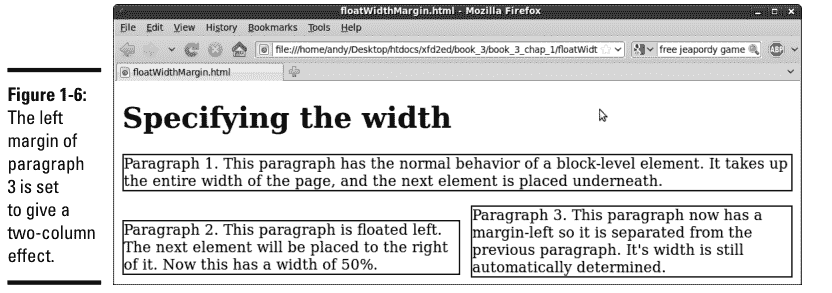 floatWidthMargin.html - Mozilla Firefox
File Edit View History Bookmarks Tools Help
file:///home/andy/Desktop/htdocs/xfd2ed/book_3/book_3_chap_1/floatWidt
free jeapordy game
ABP
floatWidthMargin.html
Figure 1-6:
The left
margin of
paragraph
3 is set
to give a
two-column
effect.
Specifying the width
Paragraph 1. This paragraph has the normal behavior of a block-level element. It takes up
the entire width of the page, and the next element is placed underneath.
Paragraph 2. This paragraph is floated left.
The next element will be placed to the right
of it. Now this has a width of 50%.
Paragraph 3. This paragraph now has a
margin-left so it is separated from the
previous paragraph. It's width is still
automatically determined.